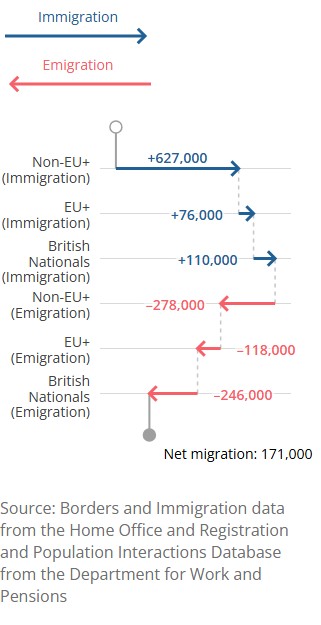 Immigration
Emigration
Non-EU+
(Immigration)
+627,000
EU+
(Immigration)
+76,000
British
Nationals
(Immigration)
+110,000
Non-EU+
(Emigration)
–278,000
EU+
(Emigration)
–118,000
British
Nationals
(Emigration)
–246,000
Net migration: 171,000
Source: Borders and Immigration data
from the Home Office and Registration
and Population Interactions Database
from the Department for Work and
Pensions